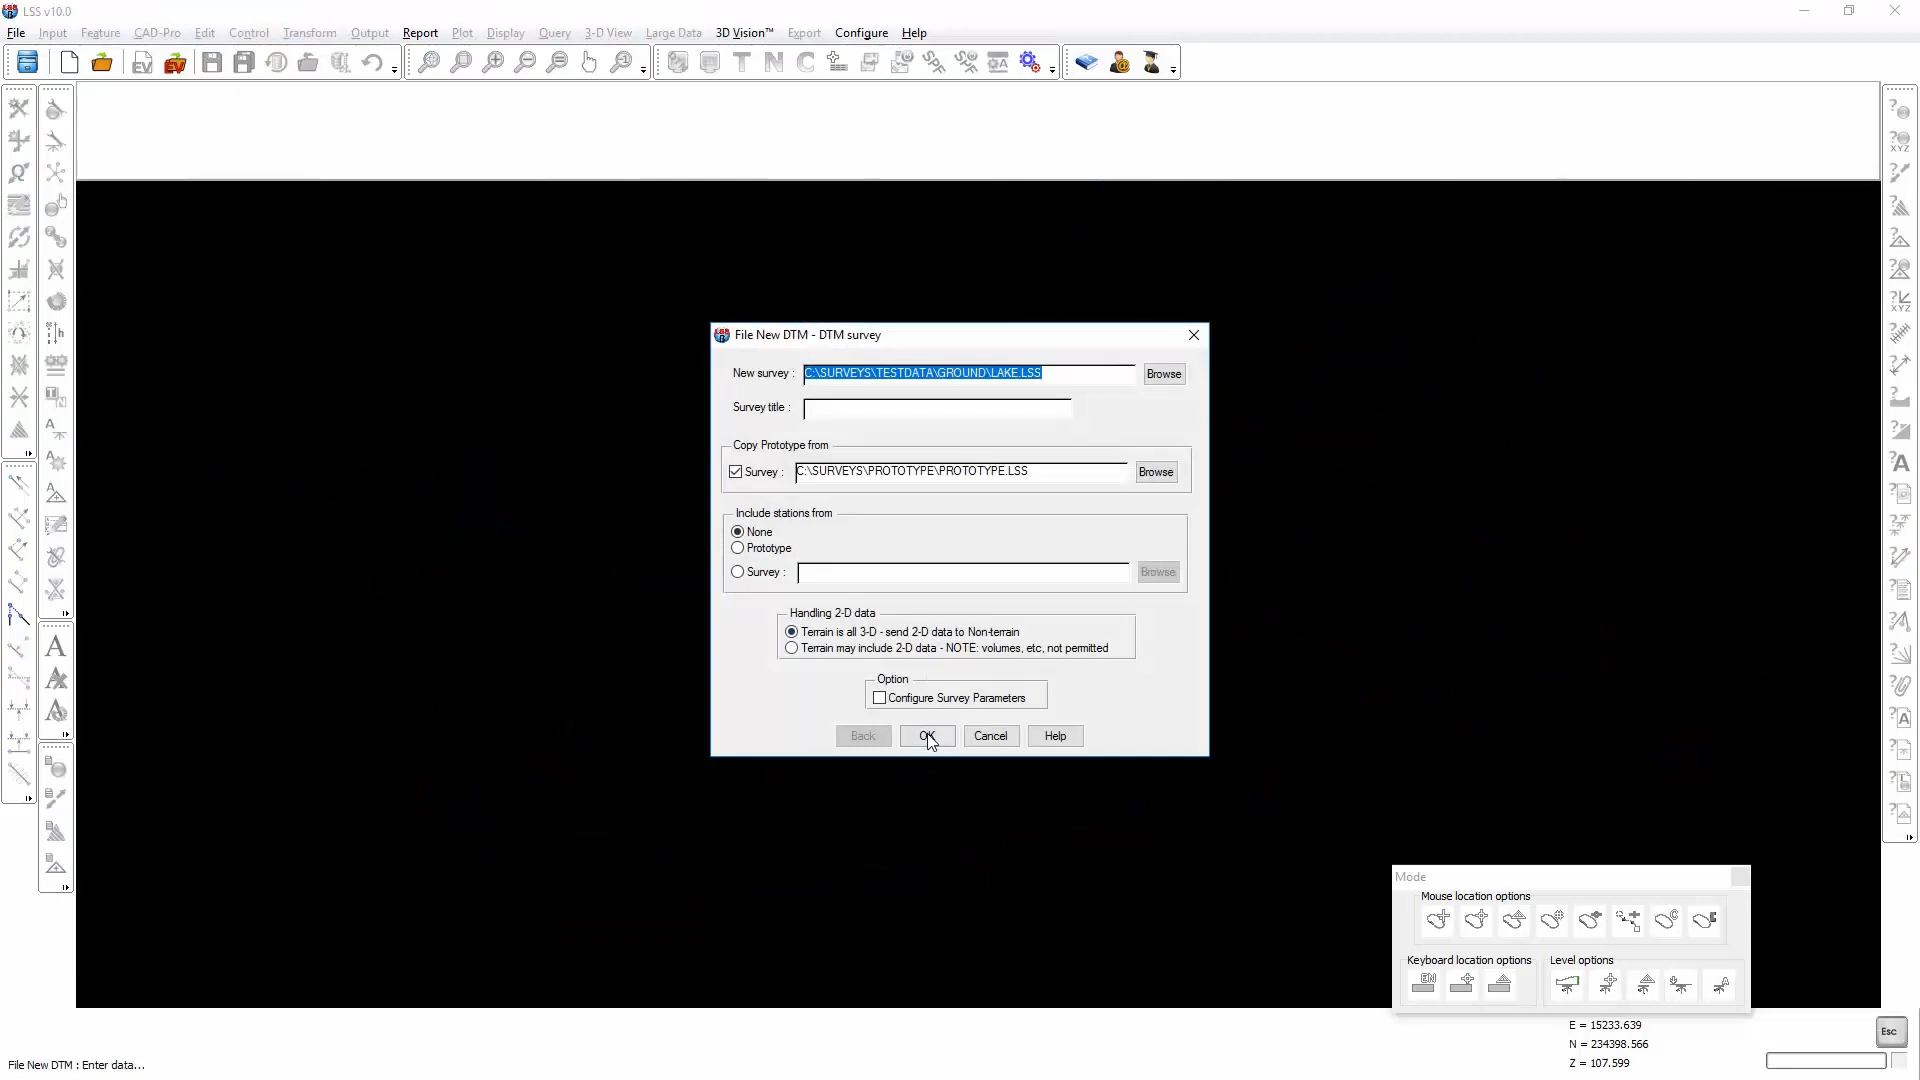 LSS v10.0
File Input Feature CAD-Pro Edit Control Transform Output Report Plot Display Query 3-D View Large Data 3D Vision™ Export Configure Help
File New DTM - DTM survey
New survey : C:\SURVEYS\TESTDATA\GROUND\LAKE.LSS Browse
Survey title :
Copy Prototype from
Survey : C:\SURVEYS\PROTOTYPE\PROTOTYPE.LSS Browse
Include stations from
None
Prototype
Survey : Browse
Handling 2-D data
Terrain is all 3-D - send 2-D data to Non-terrain
Terrain may include 2-D data - NOTE: volumes, etc, not permitted
Option
Configure Survey Parameters
Back OK Cancel Help
Mode
Mouse location options
Keyboard location options Level options
E = 15233.639
N = 234398.566
Z = 107.599
Esc
File New DTM : Enter data...